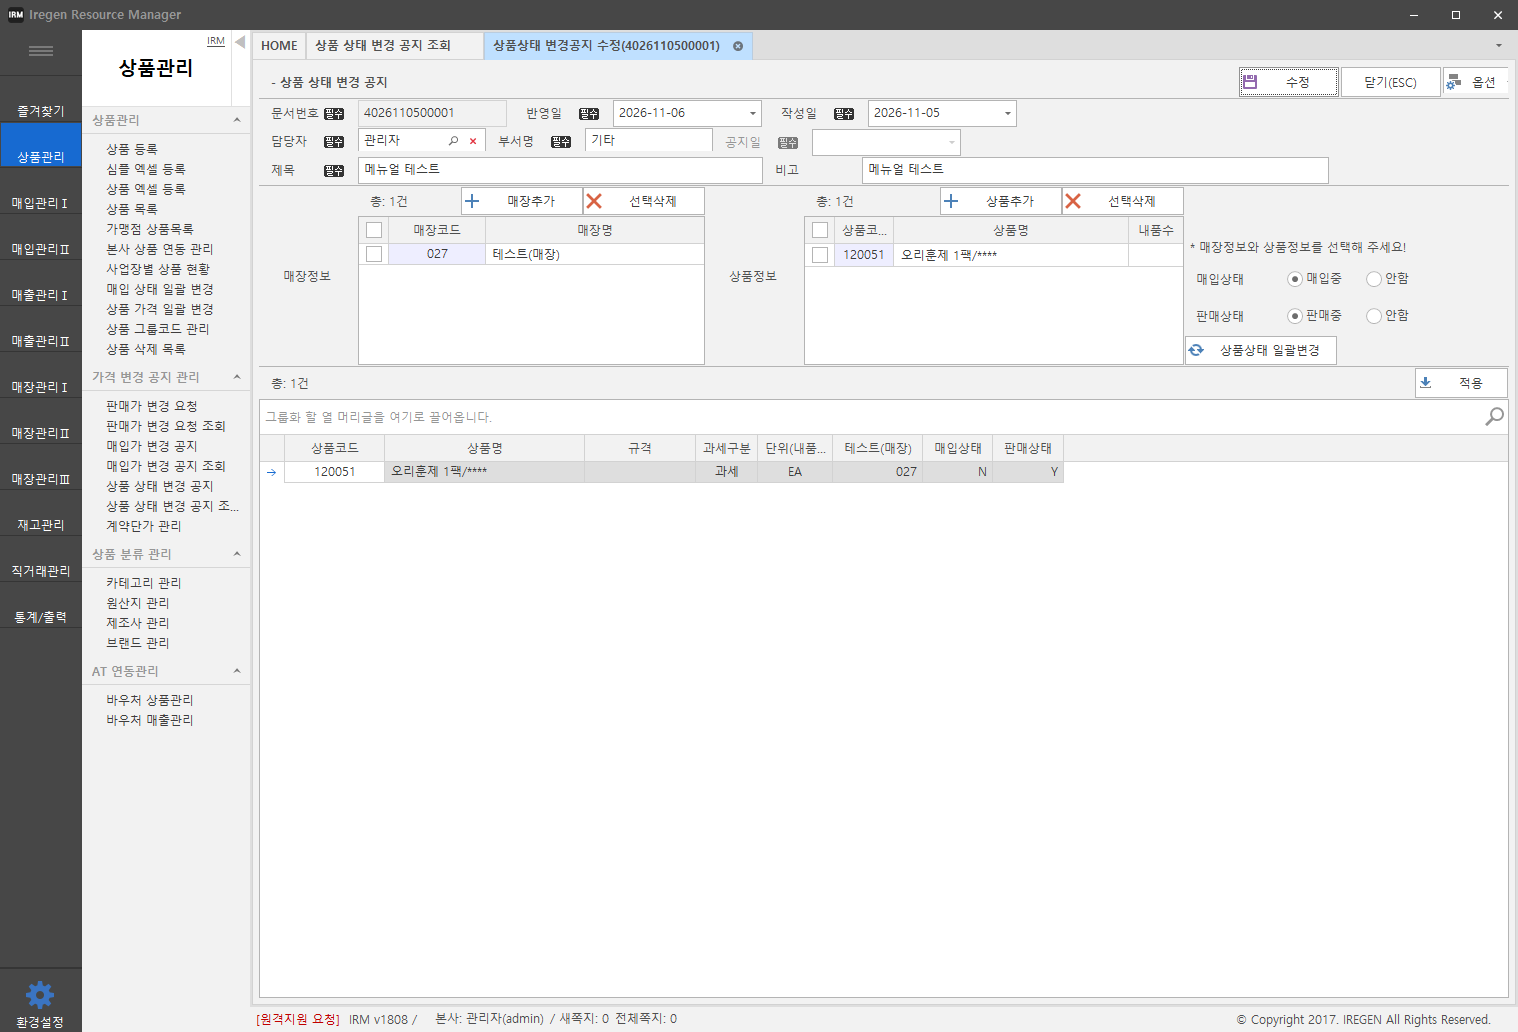 IRM Iregen Resource Manager
즐겨찾기
상품관리
매입관리 I
매입관리 II
매출관리 I
매출관리 II
매장관리 I
매장관리 II
매장관리 III
재고관리
직거래관리
통계/출력
환경설정
IRM
상품관리
상품관리
상품 등록
심플 엑셀 등록
상품 엑셀 등록
상품 목록
가맹점 상품목록
본사 상품 연동 관리
사업장별 상품 현황
매입 상태 일괄 변경
상품 가격 일괄 변경
상품 그룹코드 관리
상품 삭제 목록
가격 변경 공지 관리
판매가 변경 요청
판매가 변경 요청 조회
매입가 변경 공지
매입가 변경 공지 조회
상품 상태 변경 공지
상품 상태 변경 공지 조...
계약단가 관리
상품 분류 관리
카테고리 관리
원산지 관리
제조사 관리
브랜드 관리
AT 연동관리
바우처 상품관리
바우처 매출관리
HOME 상품 상태 변경 공지 조회 상품상태 변경공지 수정(4026110500001)
- 상품 상태 변경 공지 수정 닫기(ESC) 옵션
문서번호 필수 4026110500001 반영일 필수 2026-11-06 작성일 필수 2026-11-05
담당자 필수 관리자 부서명 필수 기타 공지일 필수
제목 필수 메뉴얼 테스트 비고 메뉴얼 테스트
총: 1건 매장추가 선택삭제 총: 1건 상품추가 선택삭제
매장코드 매장명 상품코... 상품명 내품수
027 테스트(매장) 120051 오리훈제 1팩/****
매장정보 상품정보
* 매장정보와 상품정보를 선택해 주세요!
매입상태 매입중 안함
판매상태 판매중 안함
상품상태 일괄변경
총: 1건 적용
그룹화 할 열 머리글을 여기로 끌어옵니다.
상품코드 상품명 규격 과세구분 단위(내품... 테스트(매장) 매입상태 판매상태
120051 오리훈제 1팩/**** 과세 EA 027 N Y
[원격지원 요청] IRM v1808 / 본사: 관리자(admin) / 새쪽지: 0 전체쪽지: 0 © Copyright 2017. IREGEN All Rights Reserved.